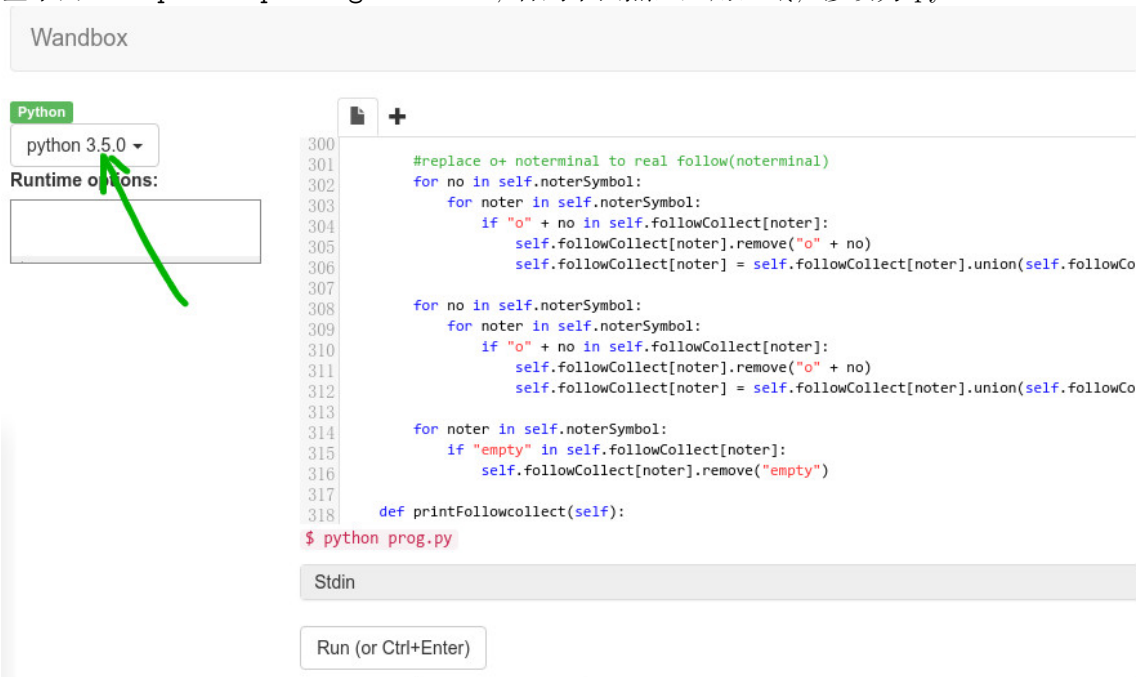 Wandbox
Python
python 3.5.0
Runtime options:
300
301 #replace o+ noterminal to real follow(noterminal)
302 for no in self.noterSymbol:
303 for noter in self.noterSymbol:
304 if "o" + no in self.followCollect[noter]:
305 self.followCollect[noter].remove("o" + no)
306 self.followCollect[noter] = self.followCollect[noter].union(self.followCo
307
308 for no in self.noterSymbol:
309 for noter in self.noterSymbol:
310 if "o" + no in self.followCollect[noter]:
311 self.followCollect[noter].remove("o" + no)
312 self.followCollect[noter] = self.followCollect[noter].union(self.followCo
313
314 for noter in self.noterSymbol:
315 if "empty" in self.followCollect[noter]:
316 self.followCollect[noter].remove("empty")
317
318 def printFollowcollect(self):
$ python prog.py
Stdin
Run (or Ctrl+Enter)